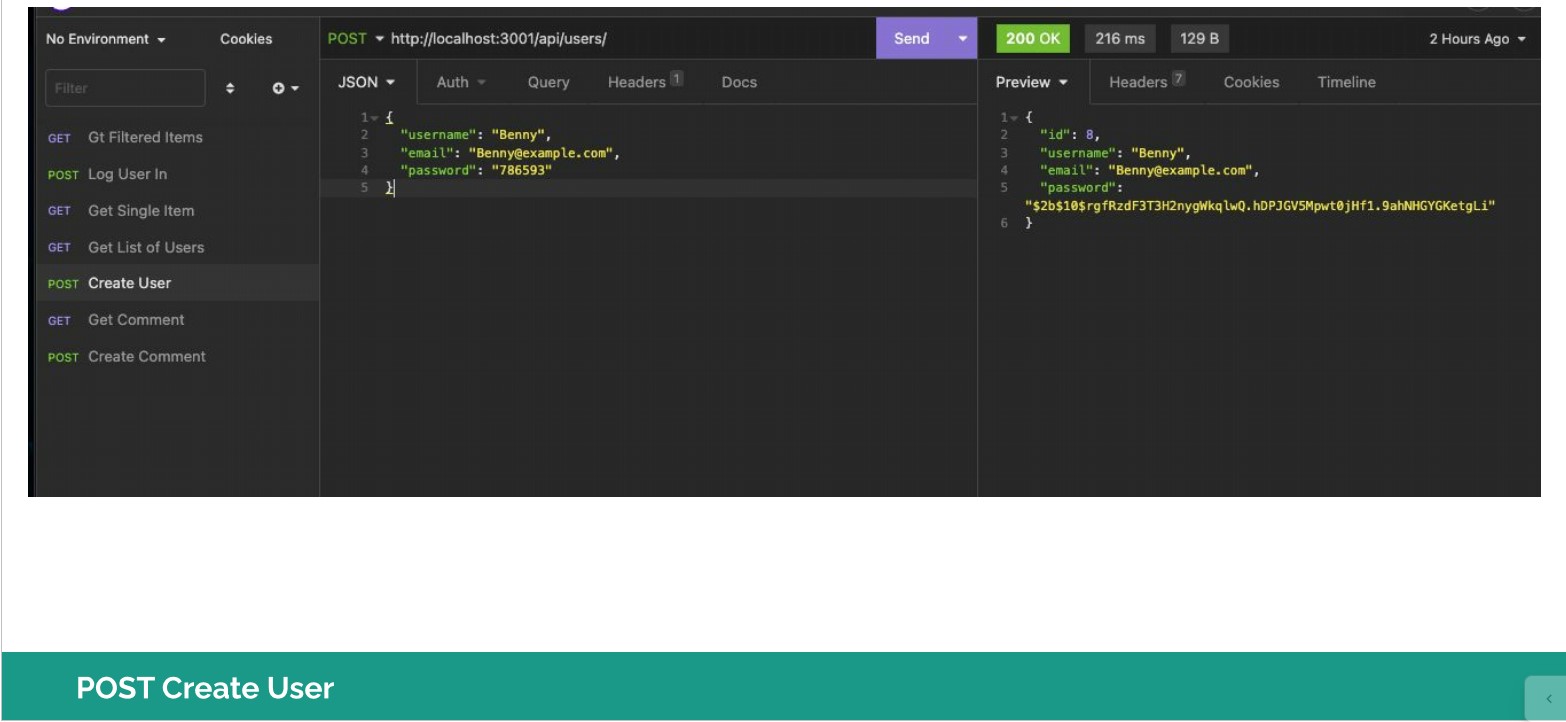 No Environment
Cookies
Filter
GET Gt Filtered Items
POST Log User In
GET Get Single Item
GET Get List of Users
POST Create User
GET Get Comment
POST Create Comment
POST http://localhost:3001/api/users/
Send
JSON Auth Query Headers 1 Docs
1 {
2 "username": "Benny",
3 "email": "Benny@example.com",
4 "password": "786593"
5 }
200 OK 216 ms 129 B 2 Hours Ago
Preview Headers 7 Cookies Timeline
1 {
2 "id": 8,
3 "username": "Benny",
4 "email": "Benny@example.com",
5 "password":
"$2b$10$rgfRzdF3T3H2nygWkqlwQ.hDPJGV5Mpwt0jHf1.9ahNHGYGKetgLi"
6 }
POST Create User